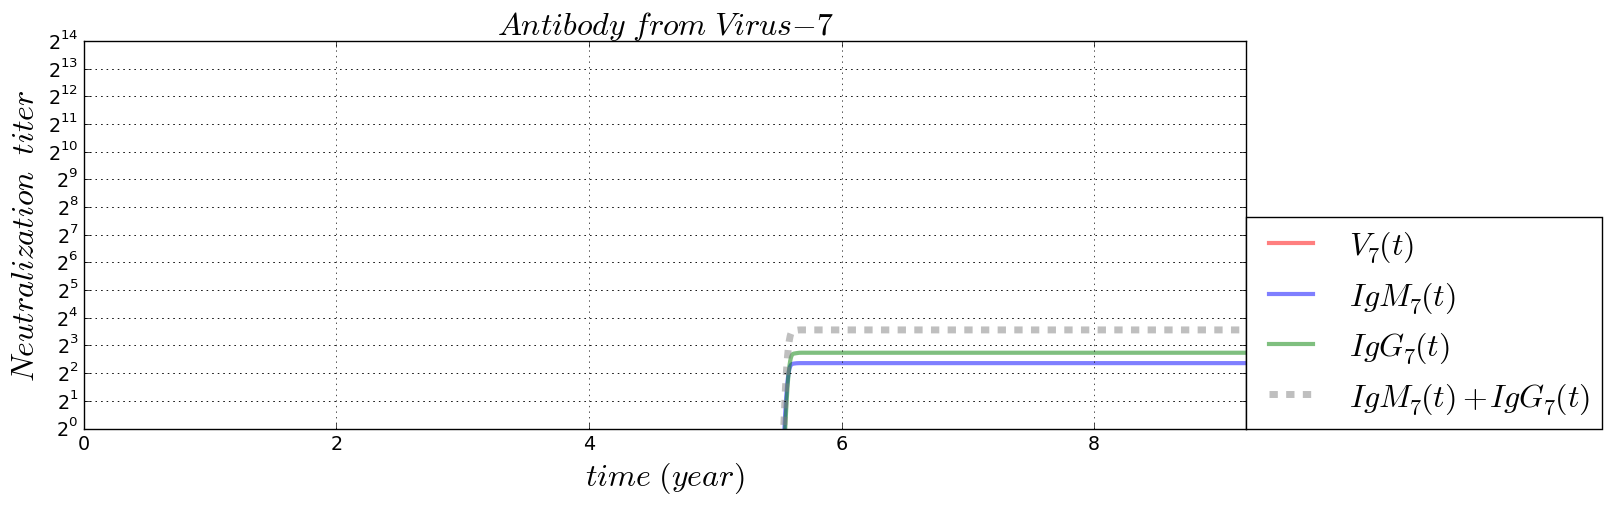 Antibody from Virus−7
Neutralization titer
2^14
2^13
2^12
2^11
2^10
2^9
2^8
2^7
2^6
2^5
2^4
2^3
2^2
2^1
2^0
0 2 4 6 8
time (year)
V_7(t)
IgM_7(t)
IgG_7(t)
IgM_7(t) + IgG_7(t)